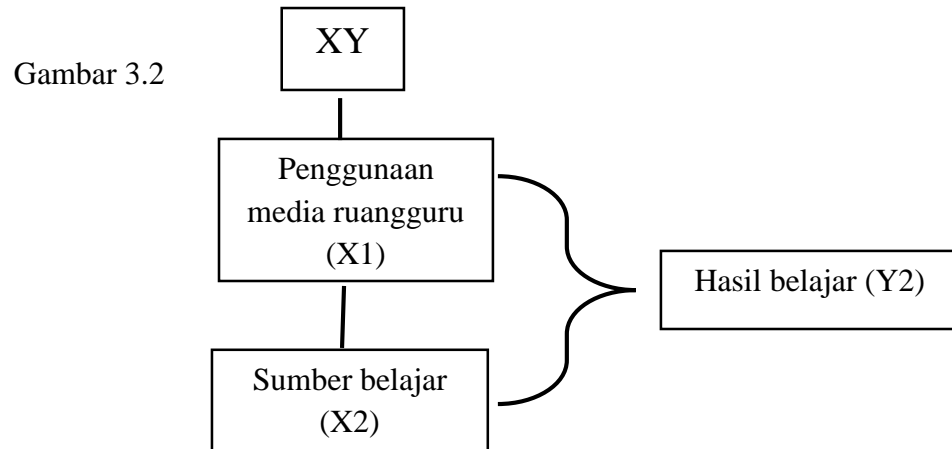 XY
Gambar 3.2
Penggunaan
media ruangguru
(X1)
Hasil belajar (Y2)
Sumber belajar
(X2)